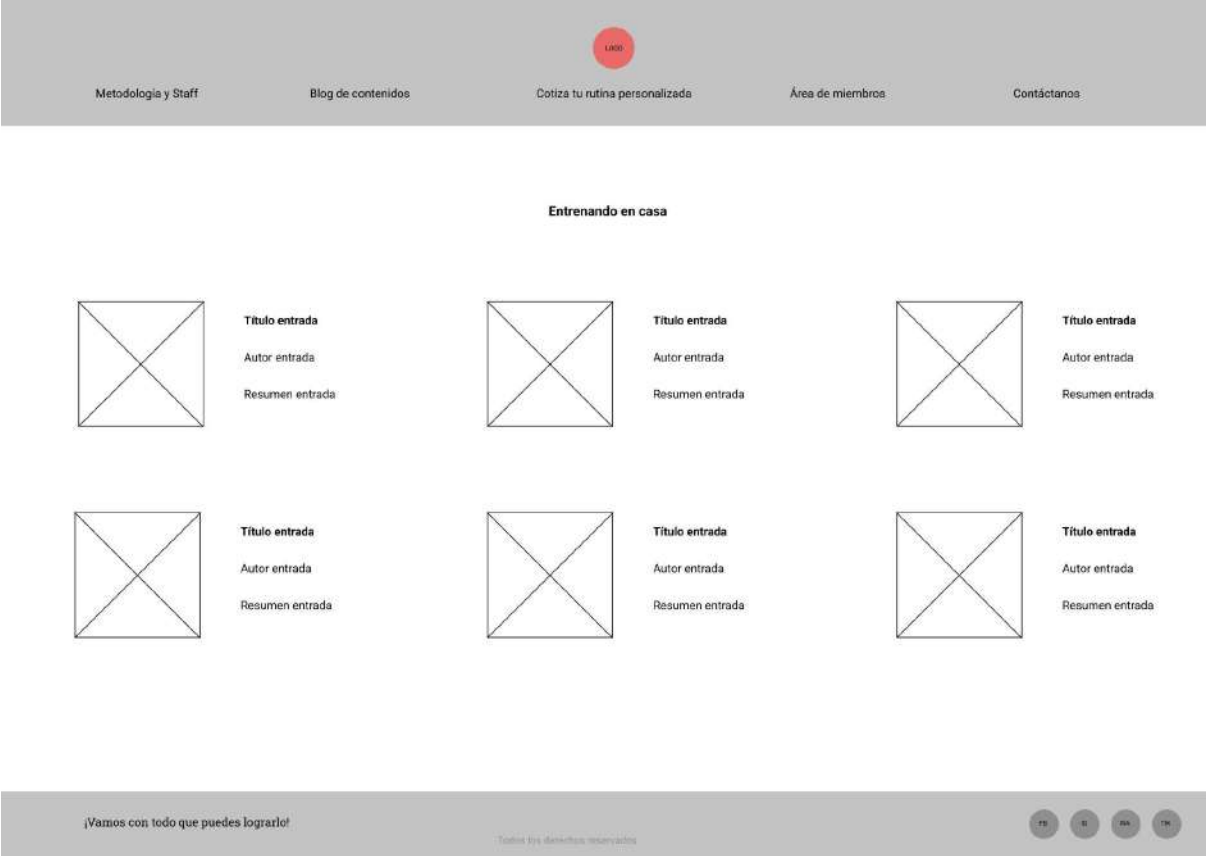 LOGO
Metodología y Staff
Blog de contenidos
Cotiza tu rutina personalizada
Área de miembros
Contáctanos
Entrenando en casa
Título entrada
Autor entrada
Resumen entrada
Título entrada
Autor entrada
Resumen entrada
Título entrada
Autor entrada
Resumen entrada
Título entrada
Autor entrada
Resumen entrada
Título entrada
Autor entrada
Resumen entrada
Título entrada
Autor entrada
Resumen entrada
¡Vamos con todo que puedes lograrlo!
Todos los derechos reservados
FB